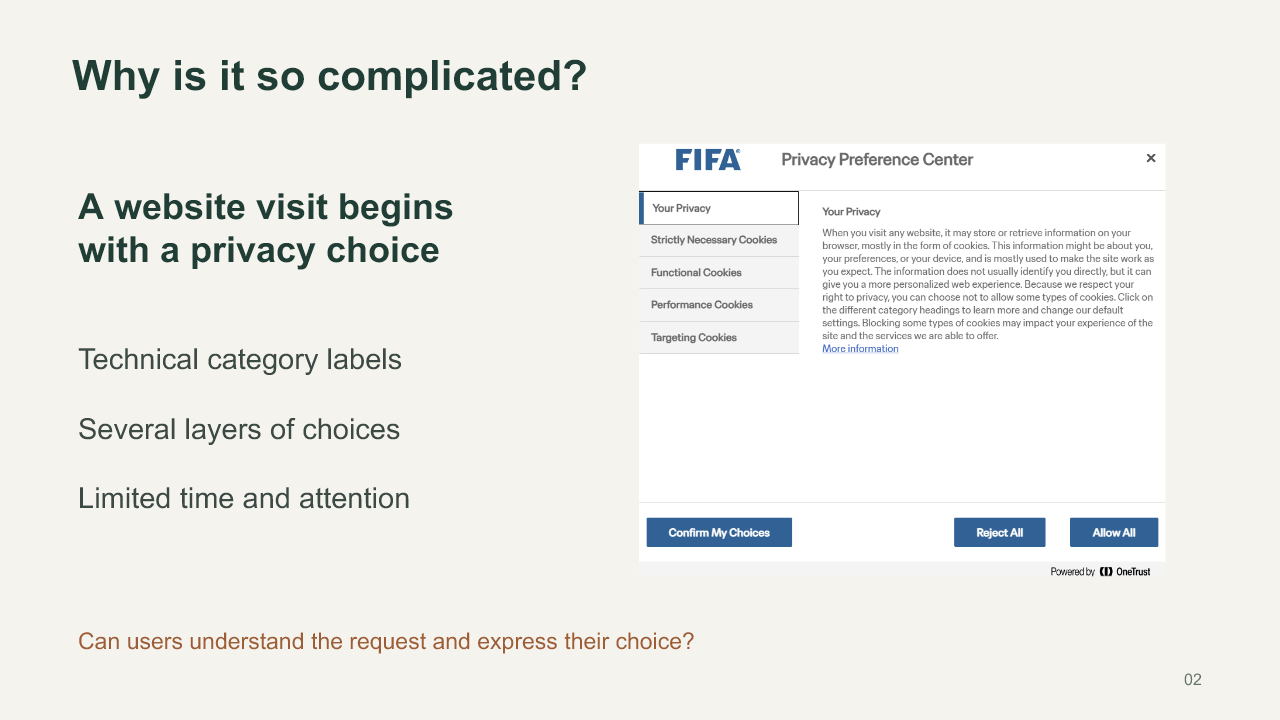 Why is it so complicated?
A website visit begins
with a privacy choice
Technical category labels
Several layers of choices
Limited time and attention
FIFA®
Privacy Preference Center
Your Privacy
Strictly Necessary Cookies
Functional Cookies
Performance Cookies
Targeting Cookies
Your Privacy
When you visit any website, it may store or retrieve information on your
browser, mostly in the form of cookies. This information might be about you,
your preferences, or your device, and is mostly used to make the site work as
you expect. The information does not usually identify you directly, but it can
give you a more personalized web experience. Because we respect your
right to privacy, you can choose not to allow some types of cookies. Click on
the different category headings to learn more and change our default
settings. Blocking some types of cookies may impact your experience of the
site and the services we are able to offer.
More information
Confirm My Choices
Reject All
Allow All
Powered by OneTrust
Can users understand the request and express their choice?
02